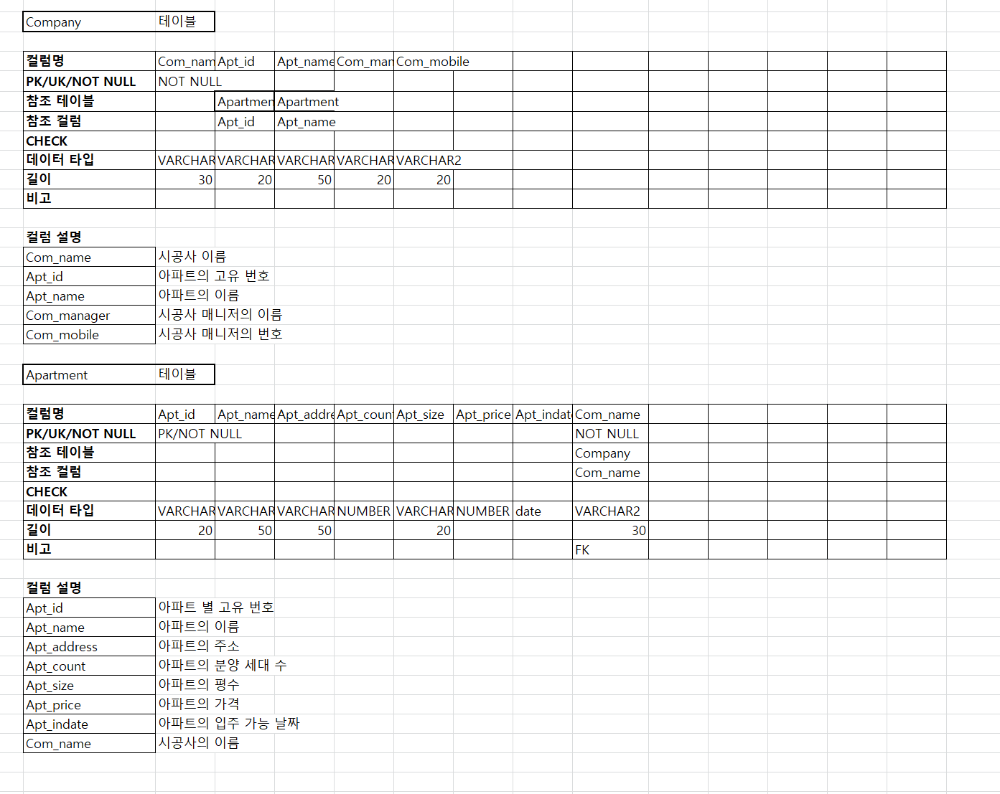 Company 테이블
컬럼명 Com_nam Apt_id Apt_name Com_man Com_mobile
PK/UK/NOT NULL NOT NULL
참조 테이블 Apartmen Apartment
참조 컬럼 Apt_id Apt_name
CHECK
데이터 타입 VARCHAR VARCHAR VARCHAR VARCHAR VARCHAR2
길이 30 20 50 20 20
비고
컬럼 설명
Com_name 시공사 이름
Apt_id 아파트의 고유 번호
Apt_name 아파트의 이름
Com_manager 시공사 매니저의 이름
Com_mobile 시공사 매니저의 번호
Apartment 테이블
컬럼명 Apt_id Apt_name Apt_addre Apt_coun Apt_size Apt_price Apt_indat Com_name
PK/UK/NOT NULL PK/NOT NULL NOT NULL
참조 테이블 Company
참조 컬럼 Com_name
CHECK
데이터 타입 VARCHAR VARCHAR VARCHAR NUMBER VARCHAR NUMBER date VARCHAR2
길이 20 50 50 20 30
비고 FK
컬럼 설명
Apt_id 아파트 별 고유 번호
Apt_name 아파트의 이름
Apt_address 아파트의 주소
Apt_count 아파트의 분양 세대 수
Apt_size 아파트의 평수
Apt_price 아파트의 가격
Apt_indate 아파트의 입주 가능 날짜
Com_name 시공사의 이름